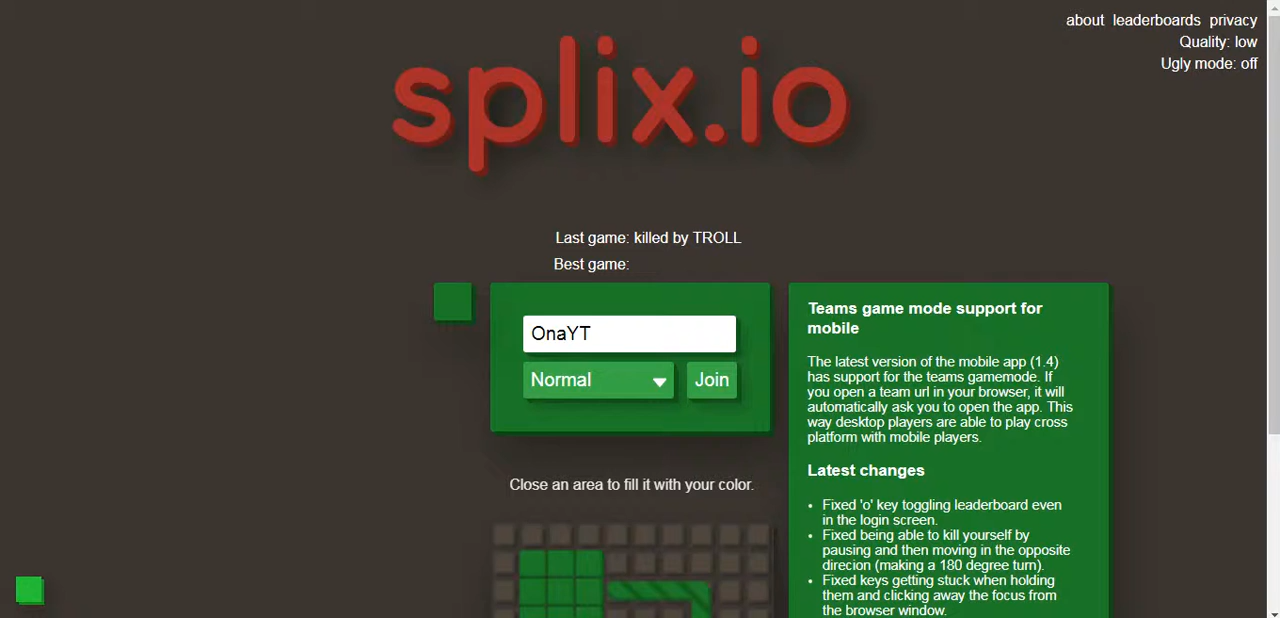 about leaderboards privacy
Quality: low
Ugly mode: off
splix.io
Last game: killed by TROLL
Best game:
OnaYT
Normal
Join
Close an area to fill it with your color.
Teams game mode support for
mobile
The latest version of the mobile app (1.4)
has support for the teams gamemode. If
you open a team url in your browser, it will
automatically ask you to open the app. This
way desktop players are able to play cross
platform with mobile players.
Latest changes
• Fixed 'o' key toggling leaderboard even
in the login screen.
• Fixed being able to kill yourself by
pausing and then moving in the opposite
direcion (making a 180 degree turn).
• Fixed keys getting stuck when holding
them and clicking away the focus from
the browser window.